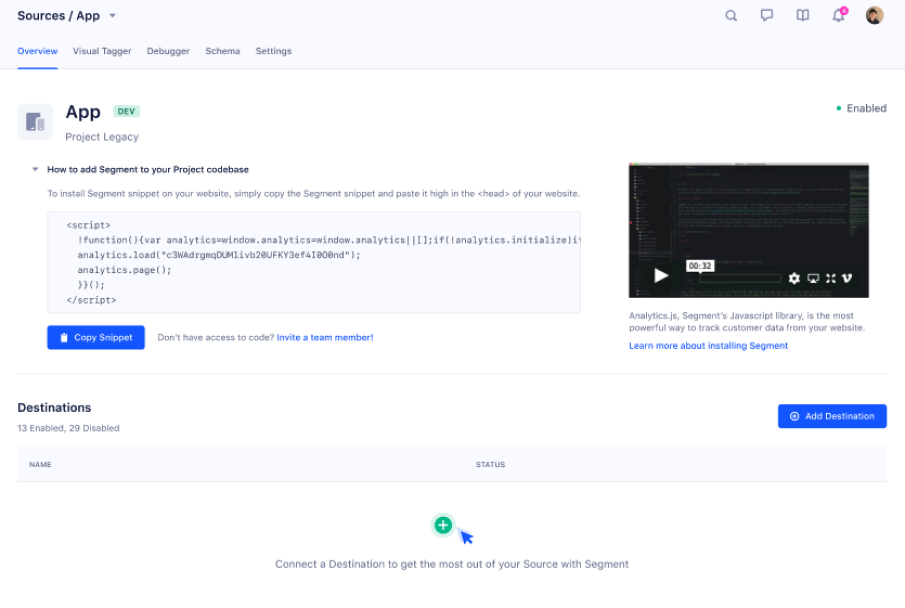 Sources / App
4
Overview Visual Tagger Debugger Schema Settings
App DEV
Enabled
Project Legacy
How to add Segment to your Project codebase
To install Segment snippet on your website, simply copy the Segment snippet and paste it high in the <head> of your website.
<script>
!function(){var analytics=window.analytics=window.analytics||[];if(!analytics.initialize)if
analytics.load("c3WAdrgmqDUMlivb20UFKY3ef4I0O0nd");
analytics.page();
}}();
</script>
Copy Snippet
Don't have access to code? Invite a team member!
00:32
Analytics.js, Segment's Javascript library, is the most
powerful way to track customer data from your website.
Learn more about installing Segment
Destinations
13 Enabled, 29 Disabled
Add Destination
NAME STATUS
Connect a Destination to get the most out of your Source with Segment